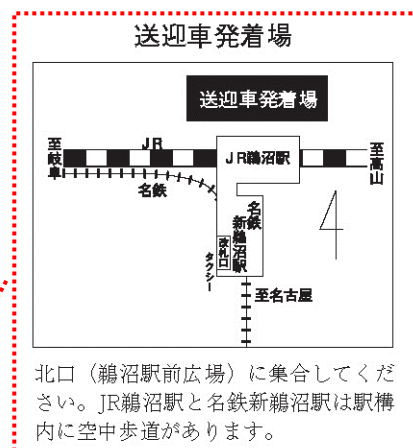 送迎車発着場
送迎車発着場
至岐阜
JR
JR鵜沼駅
至高山
名鉄
名鉄
新鵜沼駅
改札口
タクシー
至名古屋
北口（鵜沼駅前広場）に集合してくだ
さい。JR鵜沼駅と名鉄新鵜沼駅は駅構
内に空中歩道があります。